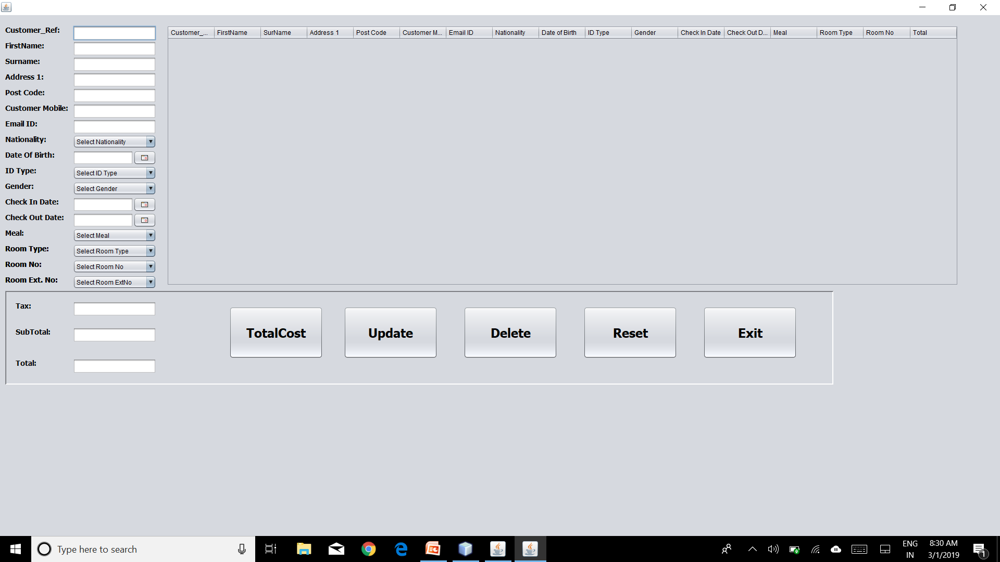 Customer_Ref:
FirstName:
Surname:
Address 1:
Post Code:
Customer Mobile:
Email ID:
Nationality: Select Nationality
Date Of Birth:
ID Type: Select ID Type
Gender: Select Gender
Check In Date:
Check Out Date:
Meal: Select Meal
Room Type: Select Room Type
Room No: Select Room No
Room Ext. No: Select Room ExtNo
Customer_... FirstName SurName Address 1 Post Code Customer M... Email ID Nationality Date of Birth ID Type Gender Check In Date Check Out D... Meal Room Type Room No Total
Tax:
SubTotal:
Total:
TotalCost Update Delete Reset Exit
Type here to search
ENG
IN
8:30 AM
3/1/2019
1